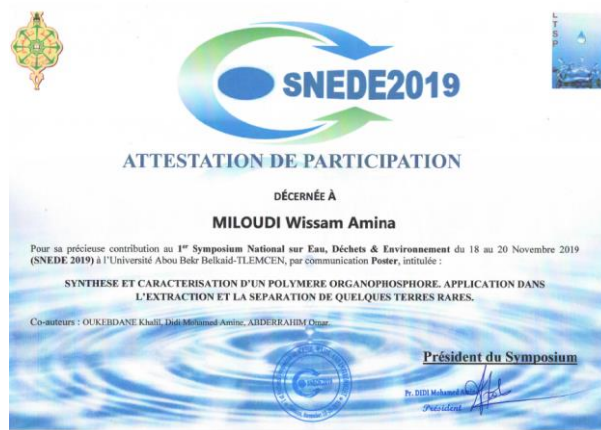 L
T
S
P
SNEDE2019
ATTESTATION DE PARTICIPATION
DÉCERNÉE À
MILOUDI Wissam Amina
Pour sa précieuse contribution au 1er Symposium National sur Eau, Déchets & Environnement du 18 au 20 Novembre 2019
(SNEDE 2019) à l'Université Abou Bekr Belkaid-TLEMCEN, par communication Poster, intitulée :
SYNTHESE ET CARACTERISATION D'UN POLYMERE ORGANOPHOSPHORE. APPLICATION DANS
L'EXTRACTION ET LA SEPARATION DE QUELQUES TERRES RARES.
Co-auteurs : OUKEBDANE Khalil, Didi Mohamed Amine, ABDERRAHIM Omar.
Président du Symposium
Pr. DIDI Mohamed Amine
Président